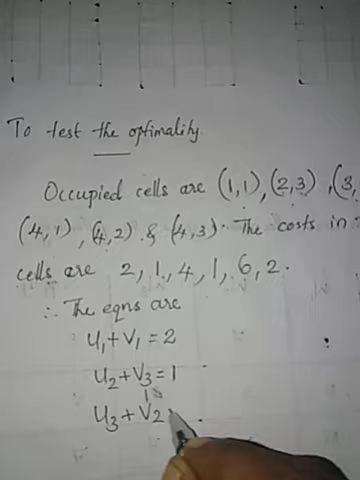 To test the optimality.
Occupied cells are (1,1), (2,3), (3,
(4,1), (4,2) & (4,3). The costs in
cells are 2, 1, 4, 1, 6, 2.
∴ The eqns are
U₁ + V₁ = 2
U₂ + V₃ = 1
U₃ + V₂